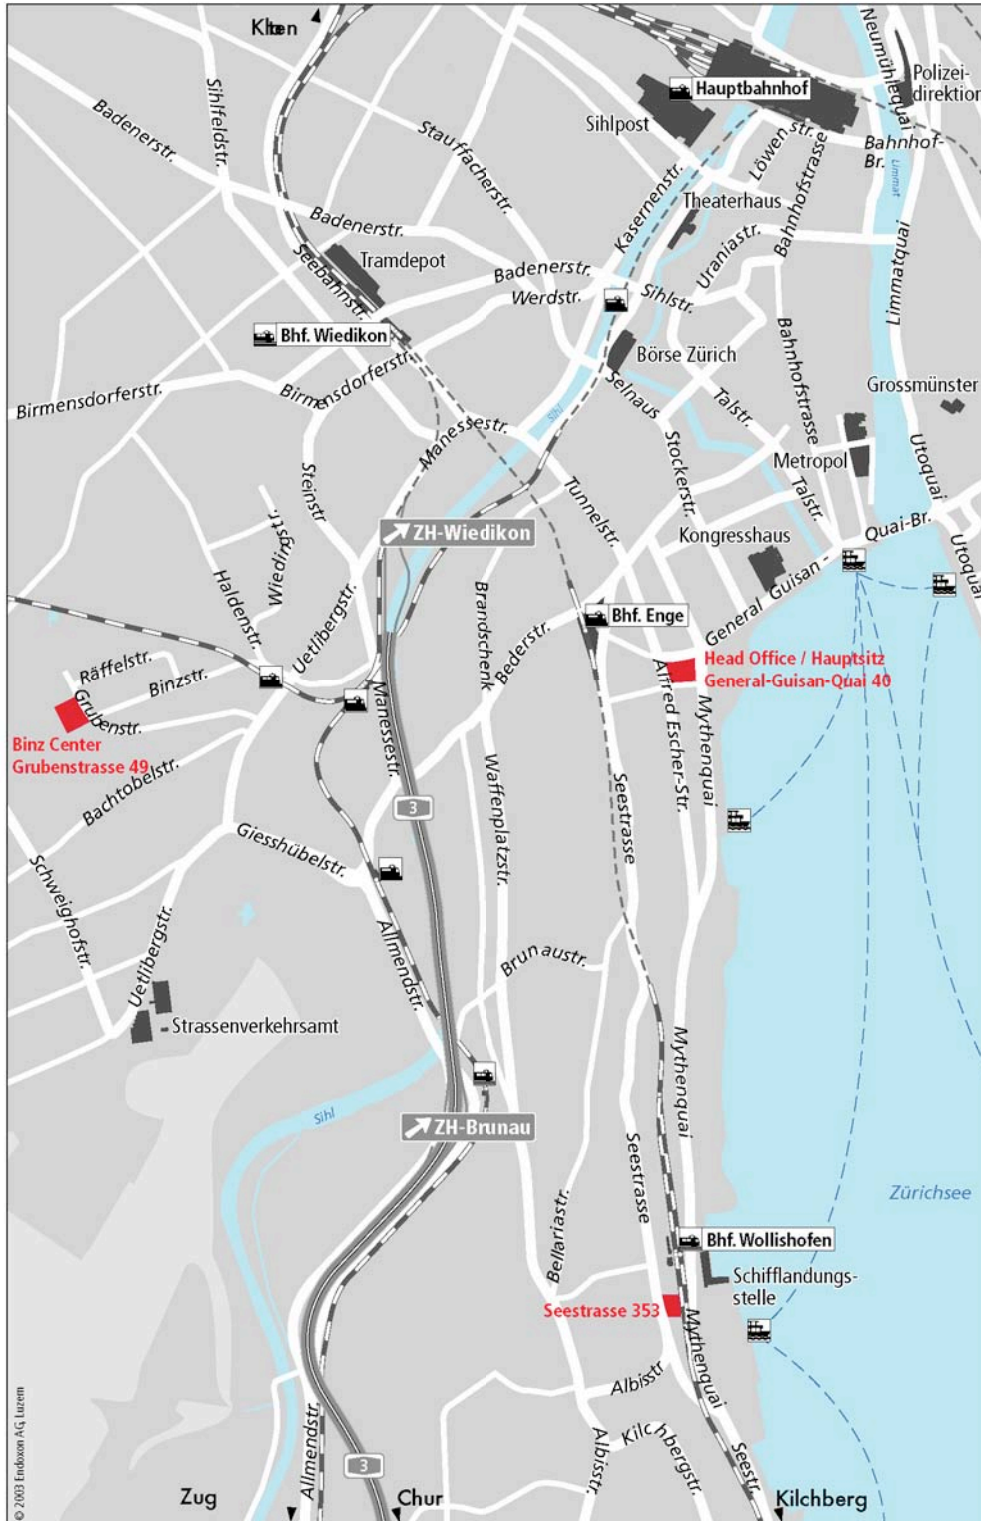 Kloten
Neumühlequai
Polizei-
direktion
Hauptbahnhof
Sihlpost
Sihlfeldstr.
Badenerstr.
Stauffacherstr.
Löwenstr.
Bahnhof-
Br.
Limmat
Kasernenstr.
Theaterhaus
Bahnhofstrasse
Uraniastr.
Limmatquai
Badenerstr.
Tramdepot
Seebahnstr.
Badenerstr.
Werdstr.
Sihlstr.
Bhf. Wiedikon
Börse Zürich
Bahnhofstrasse
Grossmünster
Birmensdorferstr.
Birmensdorferstr.
Selnaus
Talstr.
Sihl
Manessestr.
Stockerstr.
Metropol
Utoquai
Steinstr
Tunnelstr.
Talstr.
Wiedingstr.
ZH-Wiedikon
Kongresshaus
Quai-Br.
Utoquai
Haldenstr.
Uetlibergstr.
Brandschenk
Bederstr.
Bhf. Enge
General Guisan -
Räffelstr.
Binzstr.
Grubenstr.
Head Office / Hauptsitz
General-Guisan-Quai 40
Manessestr.
Alfred Escher-Str.
Mythenquai
Binz Center
Grubenstrasse 49
Bachtobelstr.
3
Waffenplatzstr.
Seestrasse
Giesshübelstr.
Schweighofstr.
Uetlibergstr.
Allmendstr.
Brunaustr.
Strassenverkehrsamt
Mythenquai
Sihl
ZH-Brunau
Seestrasse
Zürichsee
Bellariastr.
Bhf. Wollishofen
Schifflandungs-
stelle
Seestrasse 353
Mythenquai
Albisstr
Kilchbergstr.
Albisstr.
Allmendstr.
3
Seestr.
Zug
Chur
Kilchberg
© 2003 Endoxon AG, Luzern